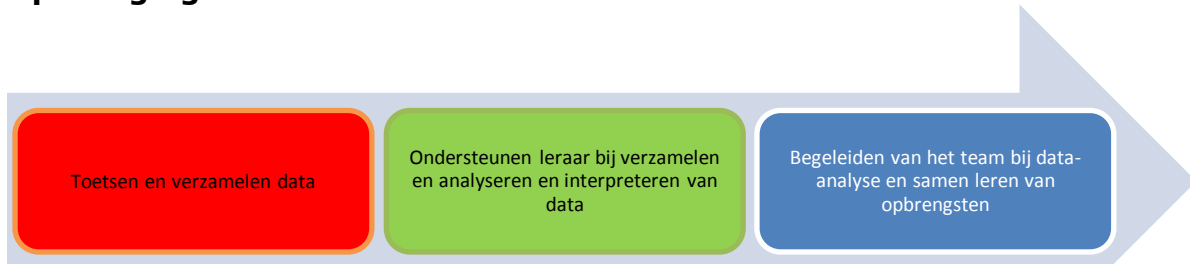 Toetsen en verzamelen data
Ondersteunen leraar bij verzamelen
en analyseren en interpreteren van
data
Begeleiden van het team bij data-
analyse en samen leren van
opbrengsten